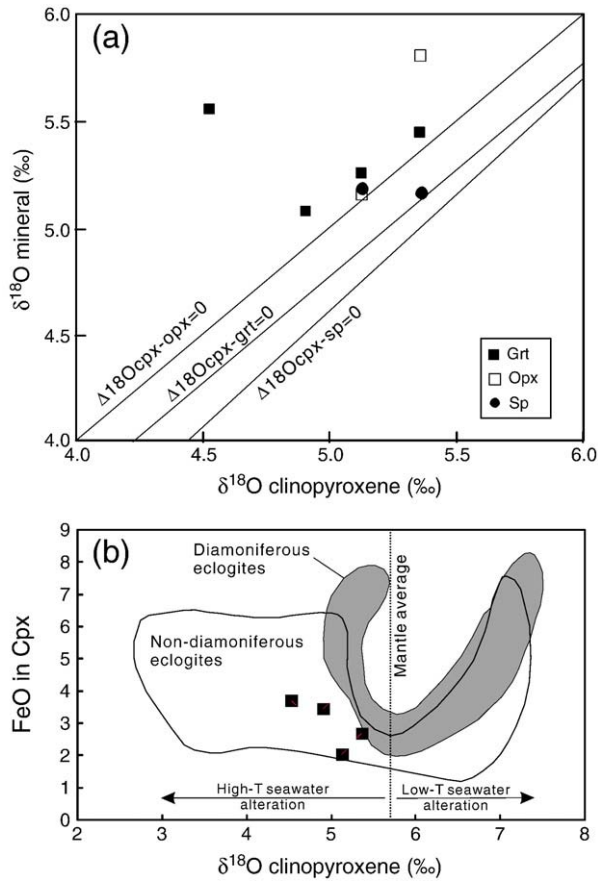 (a)
6.0
5.5
5.0
4.5
4.0
δ18O mineral (‰)
Δ18Ocpx-opx=0
Δ18Ocpx-grt=0
Δ18Ocpx-sp=0
Grt
Opx
Sp
4.0 4.5 5.0 5.5 6.0
δ18O clinopyroxene (‰)
(b)
9
8
7
6
5
4
3
2
1
0
FeO in Cpx
Diamoniferous
eclogites
Non-diamoniferous
eclogites
Mantle average
High-T seawater
alteration
Low-T seawater
alteration
2 3 4 5 6 7 8
δ18O clinopyroxene (‰)